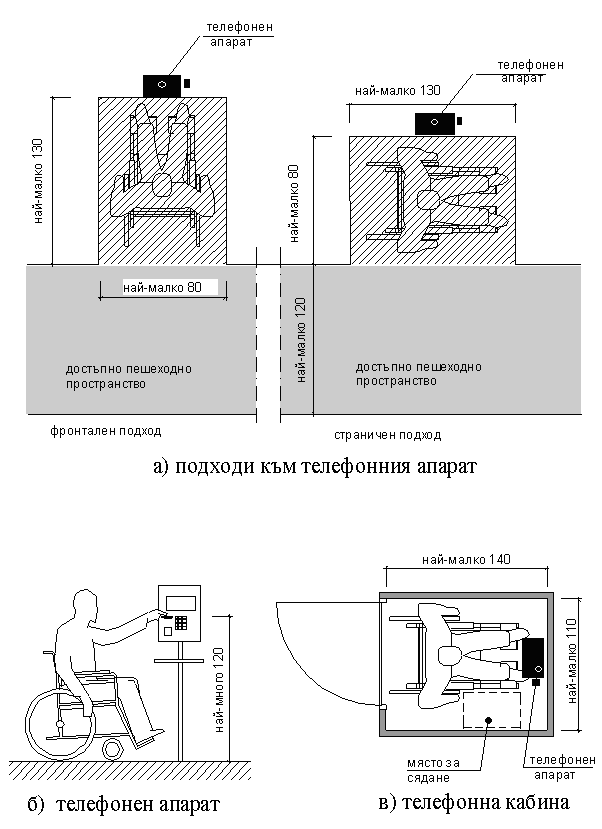 телефонен
апарат
телефонен
апарат
най-малко 130
най-малко 130
най-малко 80
най-малко 80
най-малко 120
достъпно пешеходно
пространство
достъпно пешеходно
пространство
фронтален подход
страничен подход
а) подходи към телефонния апарат
най-малко 140
най-малко 110
най-много 120
място за
сядане
телефонен
апарат
б) телефонен апарат
в) телефонна кабина